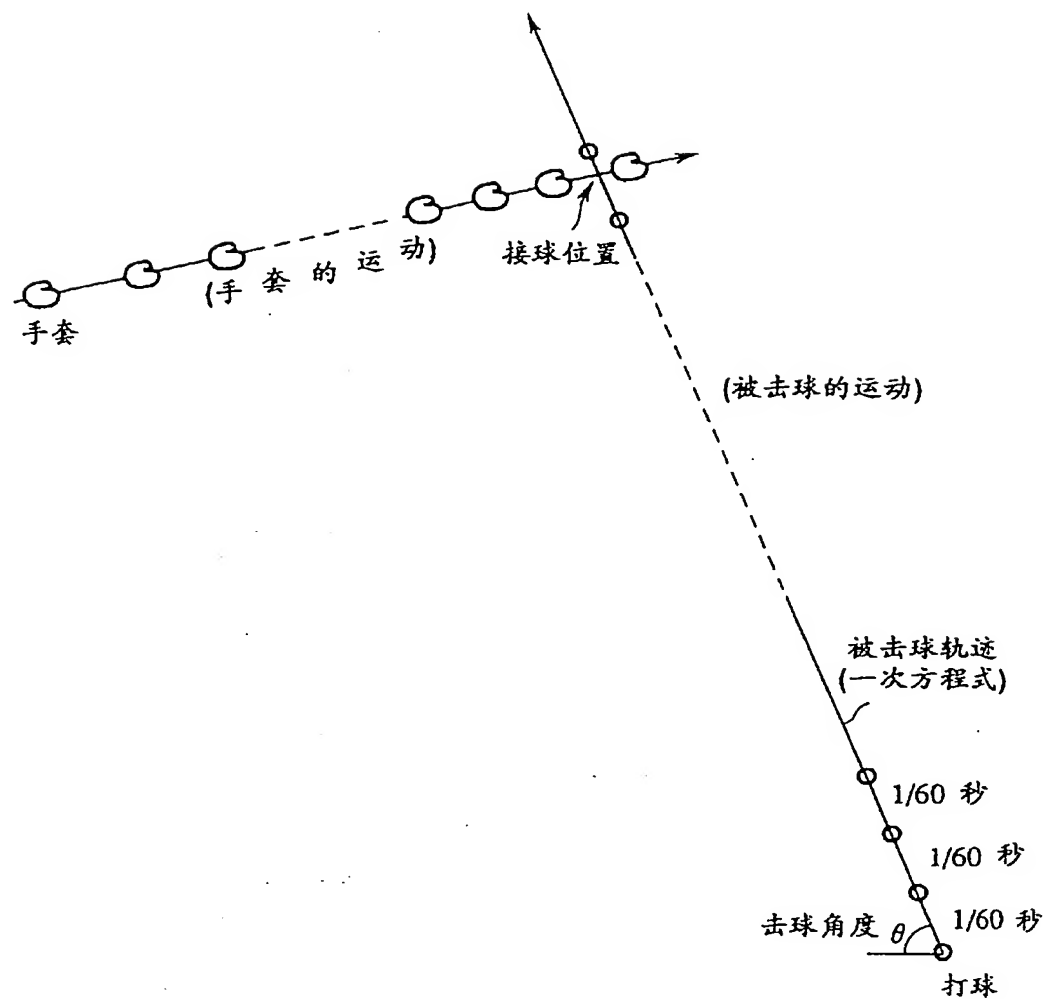 接球位置
(手套的运动)
手套
(被击球的运动)
被击球轨迹
(一次方程式)
1/60 秒
1/60 秒
1/60 秒
击球角度 θ
打球